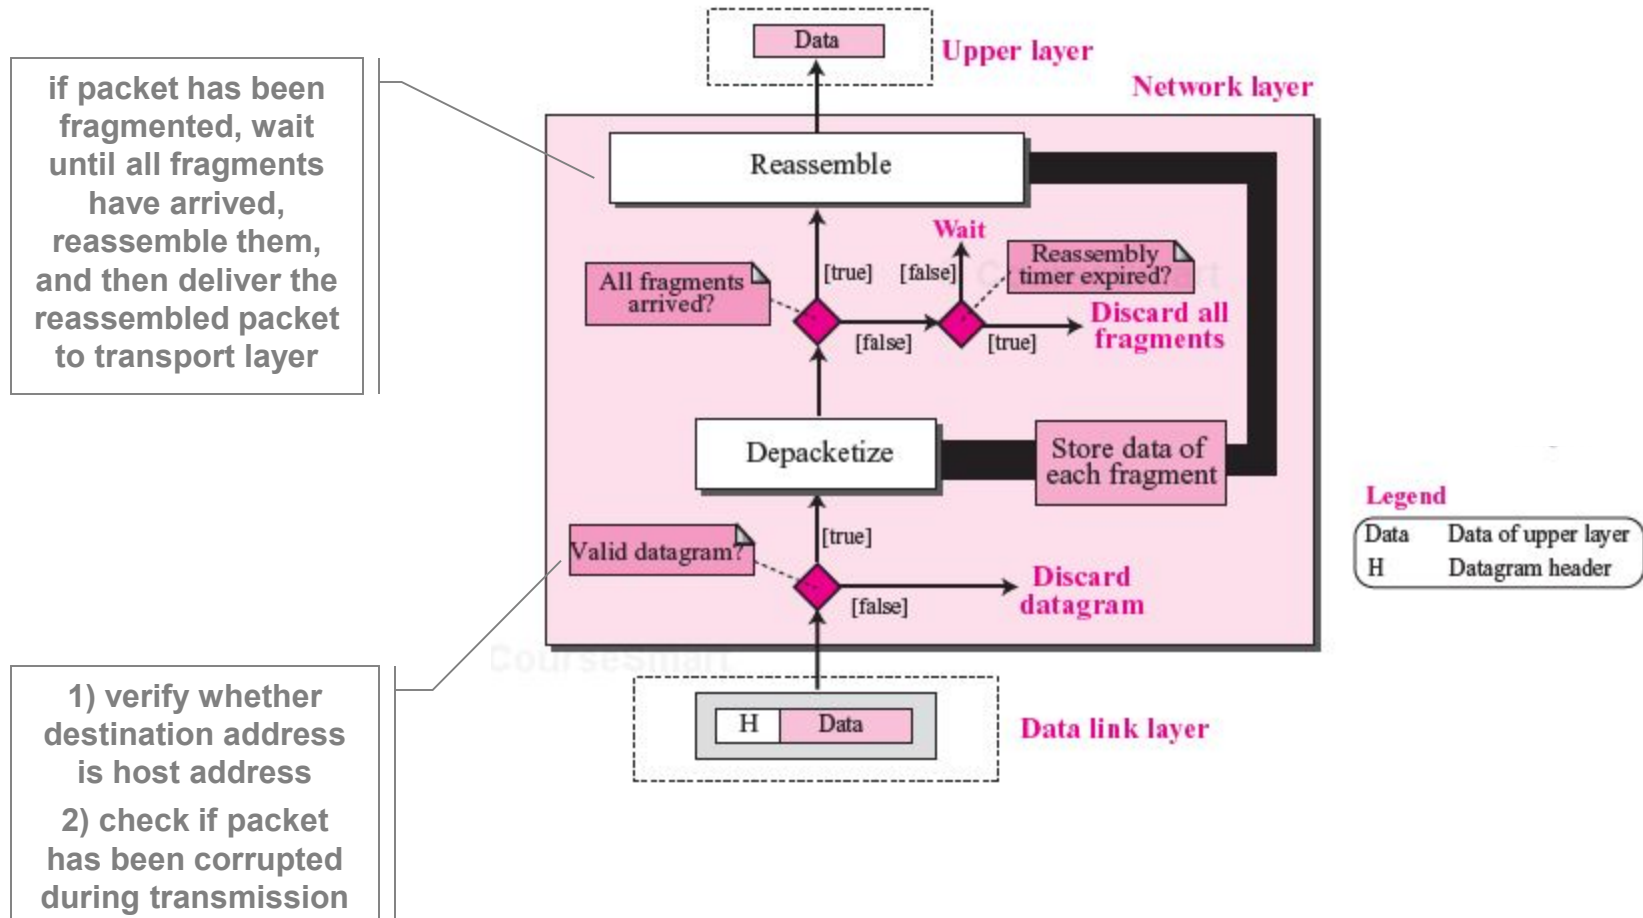 Data
Upper layer
Network layer
if packet has been
fragmented, wait
until all fragments
have arrived,
reassemble them,
and then deliver the
reassembled packet
to transport layer
Reassemble
Wait
Reassembly
timer expired?
[true]
[false]
All fragments
arrived?
Discard all
fragments
[false]
[true]
Depacketize
Store data of
each fragment
Legend
Data Data of upper layer
H Datagram header
[true]
Valid datagram?
Discard
datagram
[false]
CourseSmart
1) verify whether
destination address
is host address
2) check if packet
has been corrupted
during transmission
H Data
Data link layer